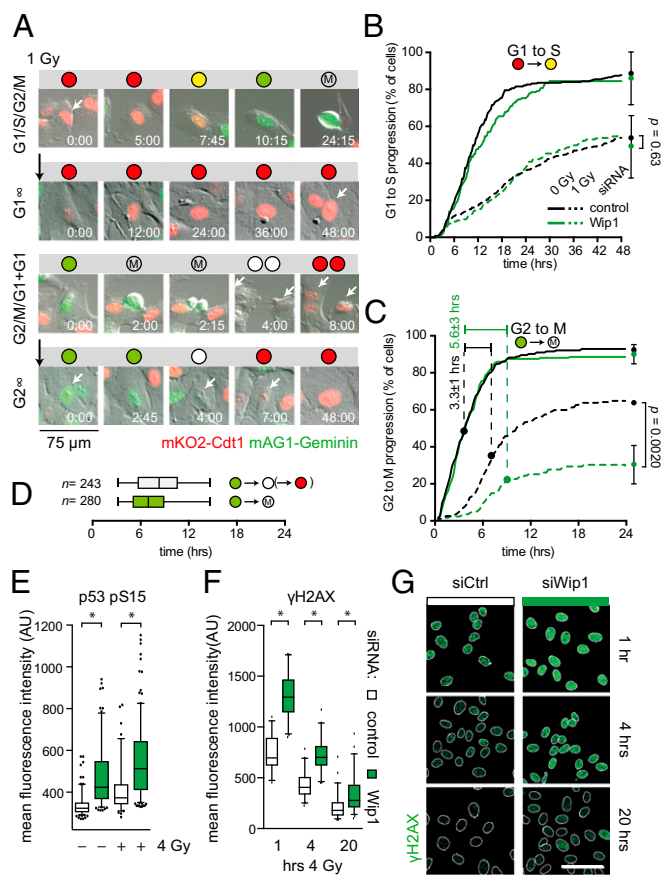 A
1 Gy
G1/S/G2/M
M
0:00
5:00
7:45
10:15
24:15
G1∞
0:00
12:00
24:00
36:00
48:00
G2/M/G1+G1
M
M
0:00
2:00
2:15
4:00
8:00
G2∞
0:00
2:45
4:00
7:00
48:00
75 µm
mKO2-Cdt1 mAG1-Geminin
B
G1 to S
G1 to S progression (% of cells)
100
80
60
40
20
0
0 6 12 18 24 30 36 42 48
time (hrs)
0 Gy
1 Gy
siRNA
control
Wip1
p = 0.63
C
G2 to M
M
5.6±3 hrs
3.3±1 hrs
G2 to M progression (% of cells)
100
80
60
40
20
0
0 6 12 18 24
time (hrs)
p = 0.0020
D
n= 243
( )
n= 280
M
0 6 12 18 24
time (hrs)
E
p53 pS15
* *
mean fluorescence intensity(AU)
1200
1000
800
600
400
− − + + 4 Gy
F
γH2AX
* * *
mean fluorescence intensity(AU)
2000
1500
1000
500
0
1 4 20
hrs 4 Gy
siRNA:
control
Wip1
G
siCtrl siWip1
1 hr
4 hrs
20 hrs
γH2AX